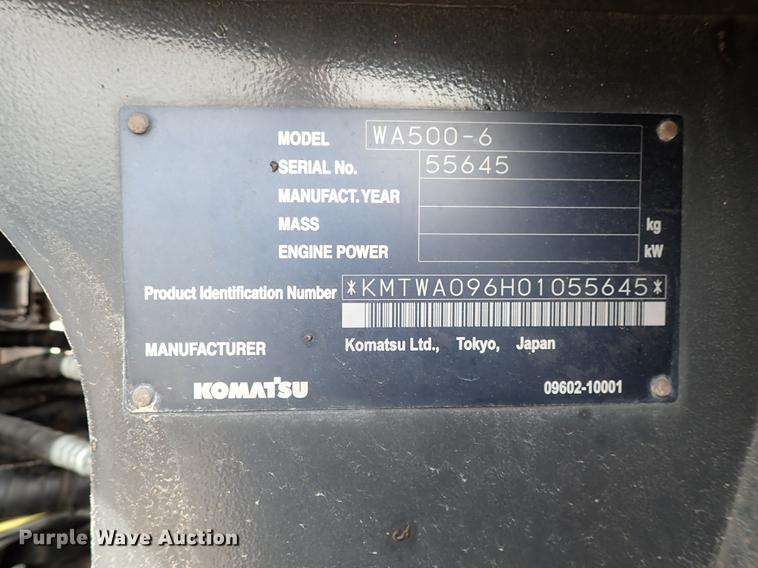 MODEL WA500-6
SERIAL No. 55645
MANUFACT. YEAR
MASS kg
ENGINE POWER kW
Product Identification Number *KMTWA096H01055645*
MANUFACTURER Komatsu Ltd., Tokyo, Japan
KOMATSU 09602-10001
Purple Wave Auction